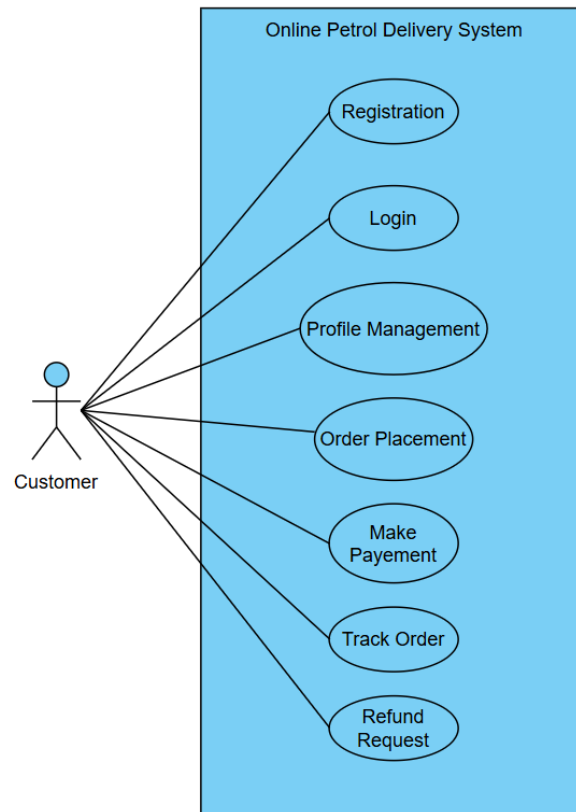 Online Petrol Delivery System
Registration
Login
Profile Management
Order Placement
Customer
Make
Payement
Track Order
Refund
Request